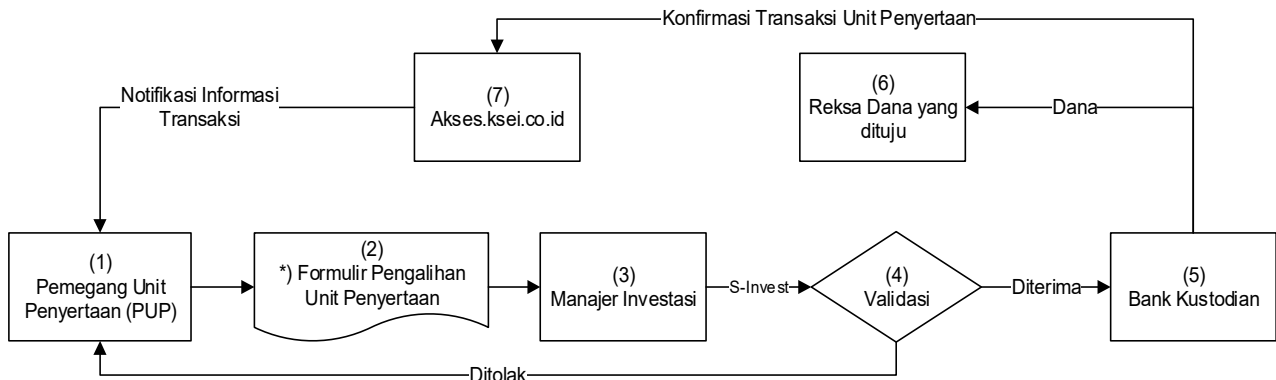 Konfirmasi Transaksi Unit Penyertaan
(7)
Akses.ksei.co.id
(6)
Reksa Dana yang
dituju
Notifikasi Informasi
Transaksi
Dana
(1)
Pemegang Unit
Penyertaan (PUP)
(2)
*) Formulir Pengalihan
Unit Penyertaan
(3)
Manajer Investasi
S-Invest
(4)
Validasi
Diterima
(5)
Bank Kustodian
Ditolak